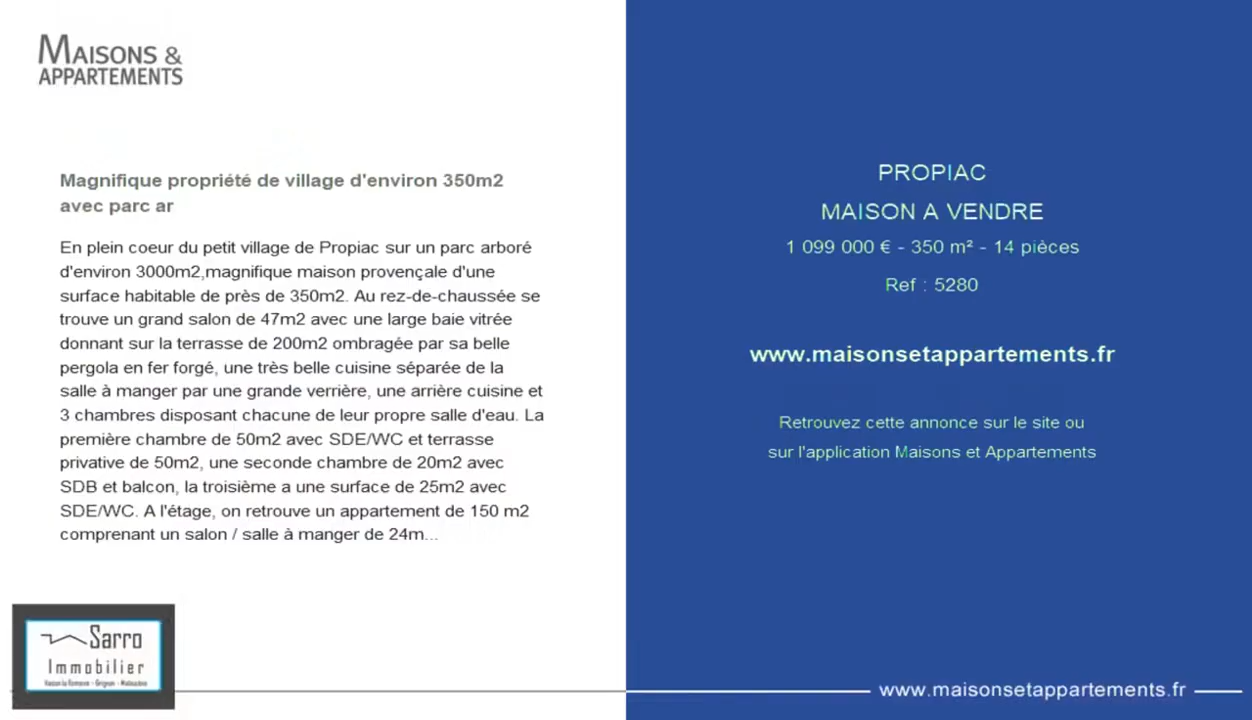 MAISONS &
APPARTEMENTS
Magnifique propriété de village d'environ 350m2
avec parc ar
En plein coeur du petit village de Propiac sur un parc arboré
d'environ 3000m2,magnifique maison provençale d'une
surface habitable de près de 350m2. Au rez-de-chaussée se
trouve un grand salon de 47m2 avec une large baie vitrée
donnant sur la terrasse de 200m2 ombragée par sa belle
pergola en fer forgé, une très belle cuisine séparée de la
salle à manger par une grande verrière, une arrière cuisine et
3 chambres disposant chacune de leur propre salle d'eau. La
première chambre de 50m2 avec SDE/WC et terrasse
privative de 50m2, une seconde chambre de 20m2 avec
SDB et balcon, la troisième a une surface de 25m2 avec
SDE/WC. A l'étage, on retrouve un appartement de 150 m2
comprenant un salon / salle à manger de 24m...
PROPIAC
MAISON A VENDRE
1 099 000 € - 350 m² - 14 pièces
Ref : 5280
www.maisonsetappartements.fr
Retrouvez cette annonce sur le site ou
sur l'application Maisons et Appartements
Sarro
Immobilier
Vaison la Romaine - Grignan - Malaucène
www.maisonsetappartements.fr